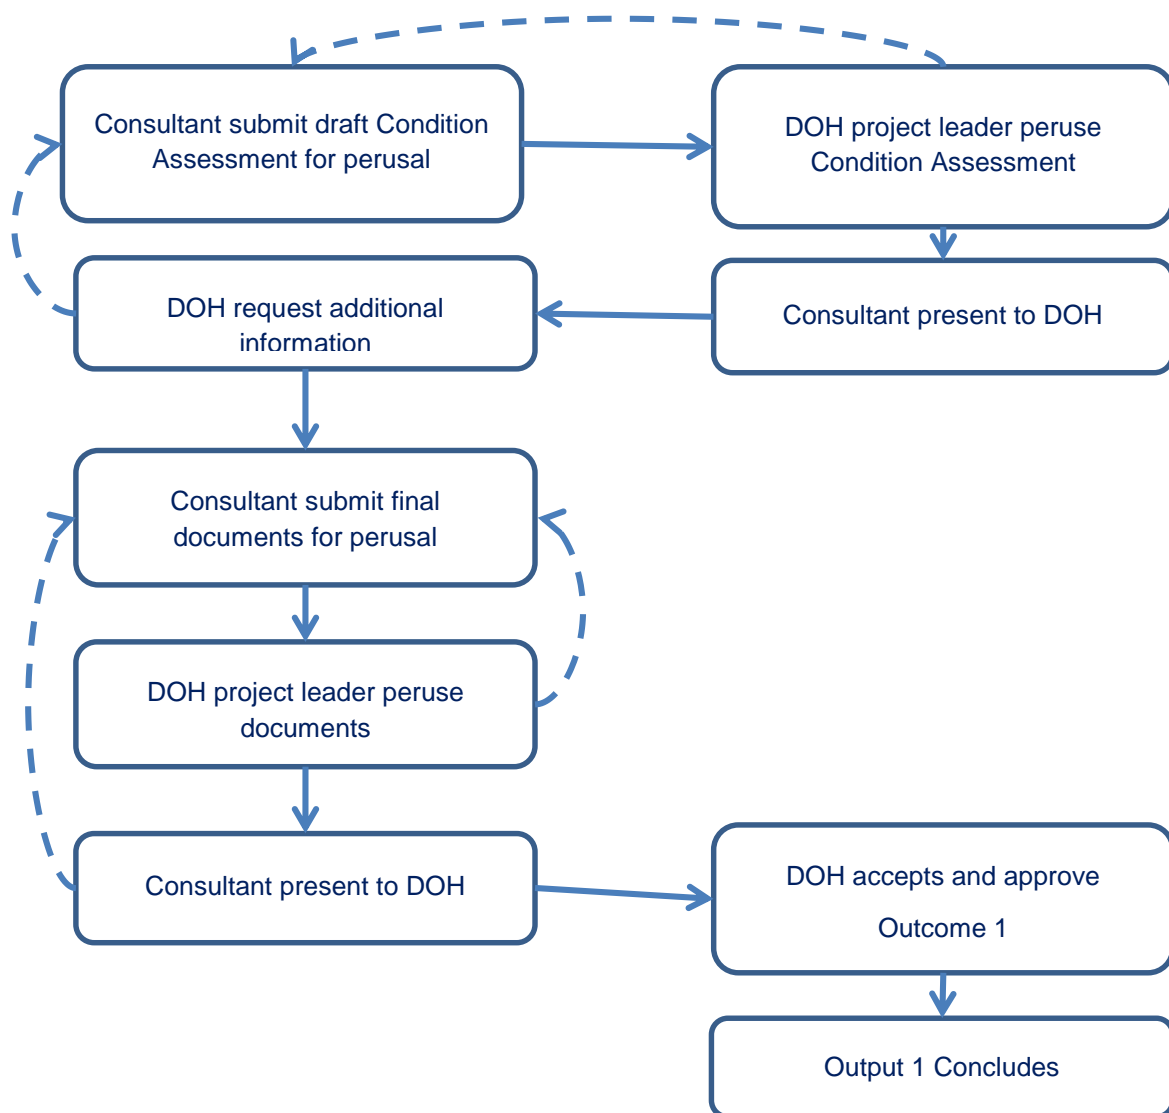 Consultant submit draft Condition
Assessment for perusal
DOH project leader peruse
Condition Assessment
DOH request additional
information
Consultant present to DOH
Consultant submit final
documents for perusal
DOH project leader peruse
documents
Consultant present to DOH
DOH accepts and approve
Outcome 1
Output 1 Concludes